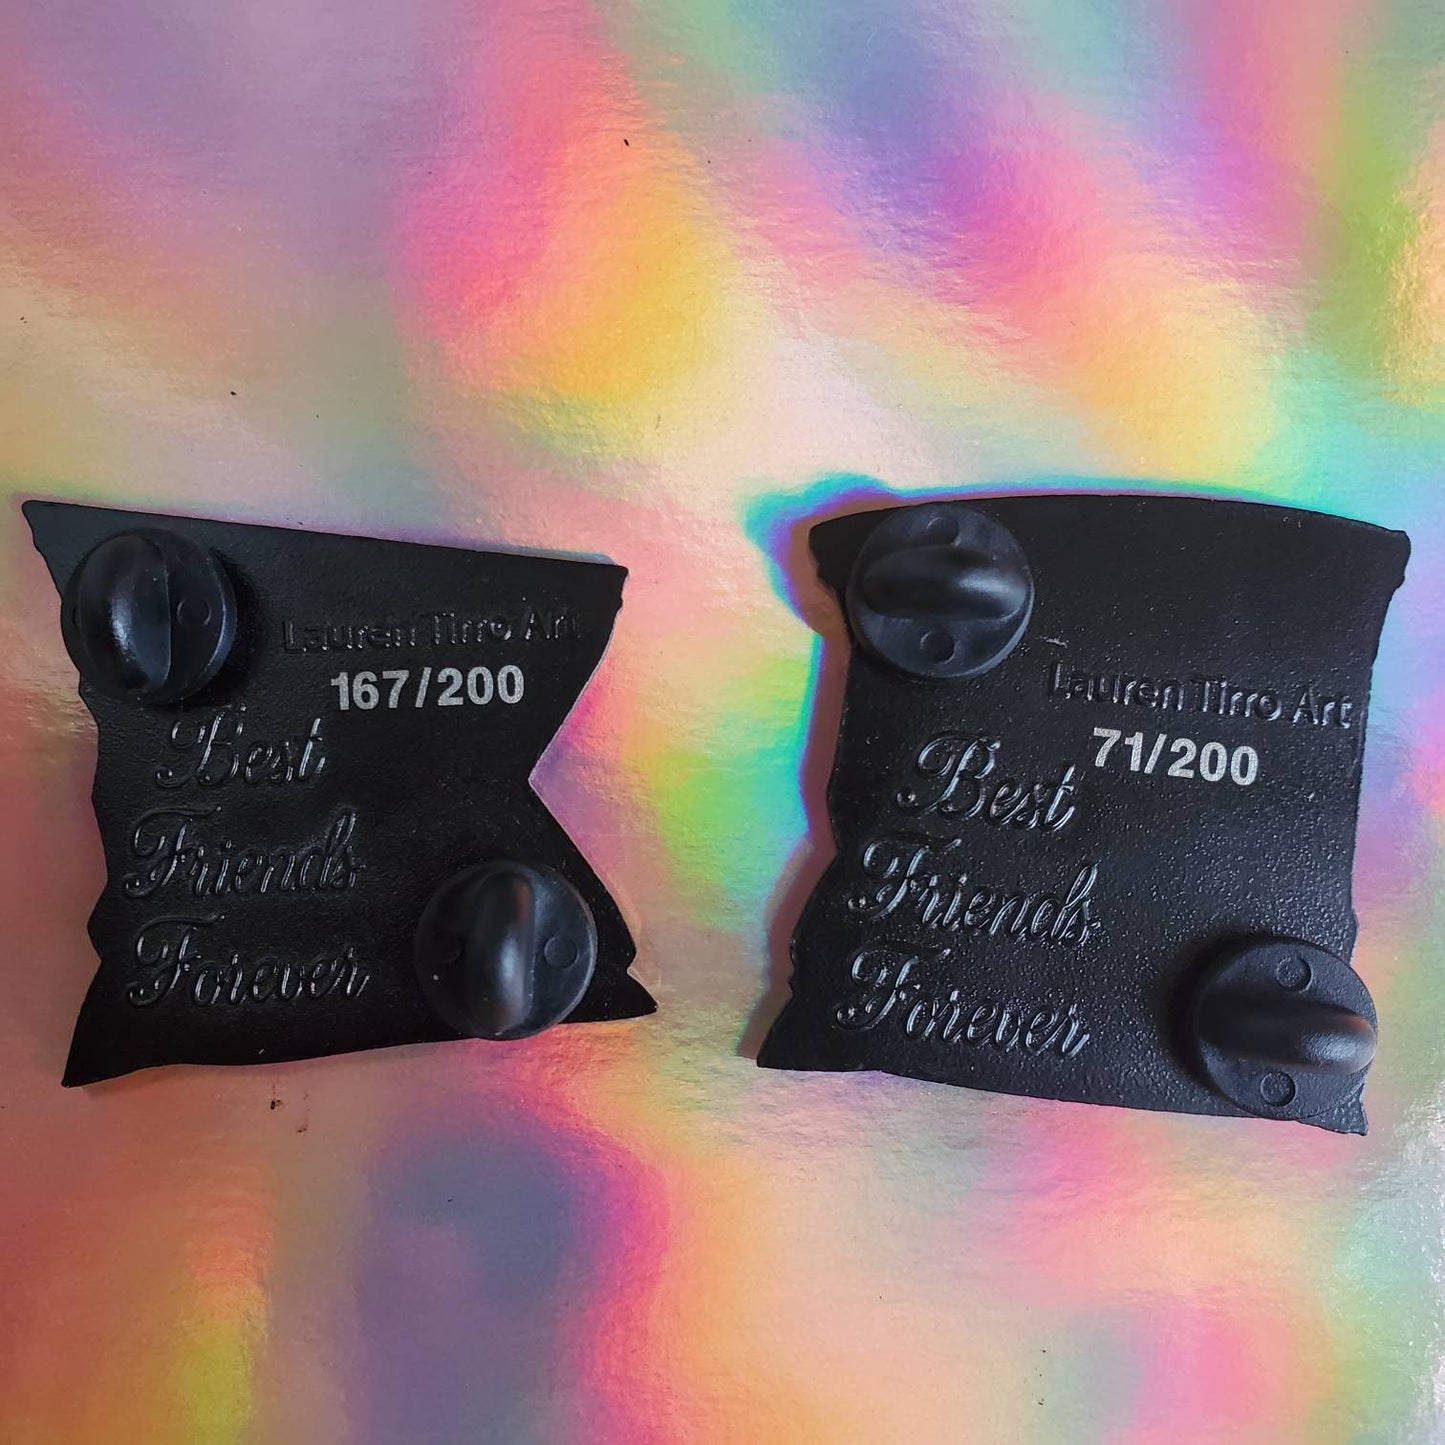 Lauren Tirro Art
167/200
Best
Friends
Forever
Lauren Tirro Art
71/200
Best
Friends
Forever